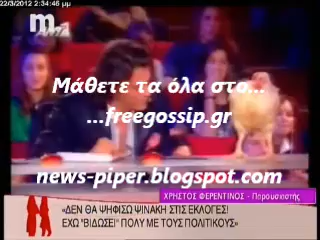 22/3/2012 2:34:45 μμ
m
Μάθετε τα όλα στο...
...freegossip.gr
news-piper.blogspot.com
ΧΡΗΣΤΟΣ ΦΕΡΕΝΤΙΝΟΣ - Παρουσιαστής
«ΔΕΝ ΘΑ ΨΗΦΙΣΩ ΨΙΝΑΚΗ ΣΤΙΣ ΕΚΛΟΓΕΣ!
ΕΧΩ "ΒΙΔΩΣΕΙ" ΠΟΛΥ ΜΕ ΤΟΥΣ ΠΟΛΙΤΙΚΟΥΣ»